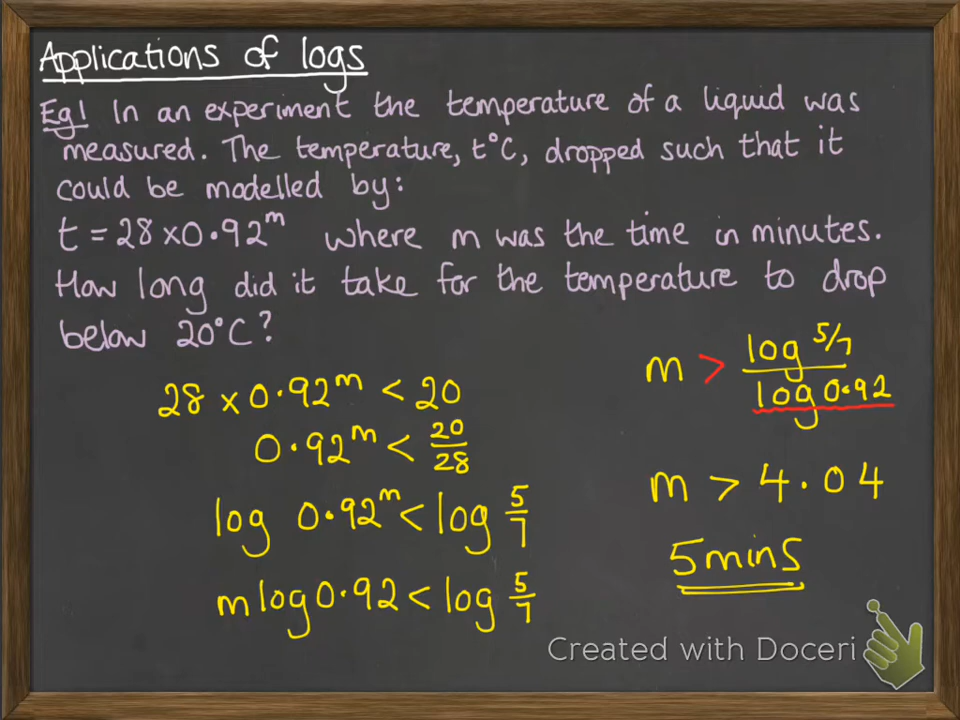 Applications of logs
Eg1 In an experiment the temperature of a liquid was
measured. The temperature, t°C, dropped such that it
could be modelled by:
t = 28 × 0.92^m where m was the time in minutes.
How long did it take for the temperature to drop
below 20°C?
28 × 0.92^m < 20
0.92^m < 20/28
log 0.92^m < log 5/7
m log 0.92 < log 5/7
m > log 5/7 / log 0.92
m > 4.04
5 mins
Created with Doceri